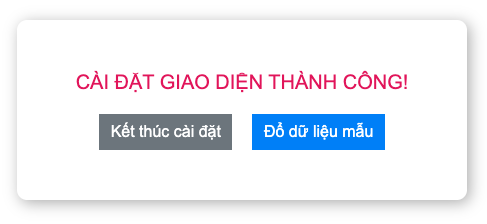 CÀI ĐẶT GIAO DIỆN THÀNH CÔNG!
Kết thúc cài đặt
Đổ dữ liệu mẫu